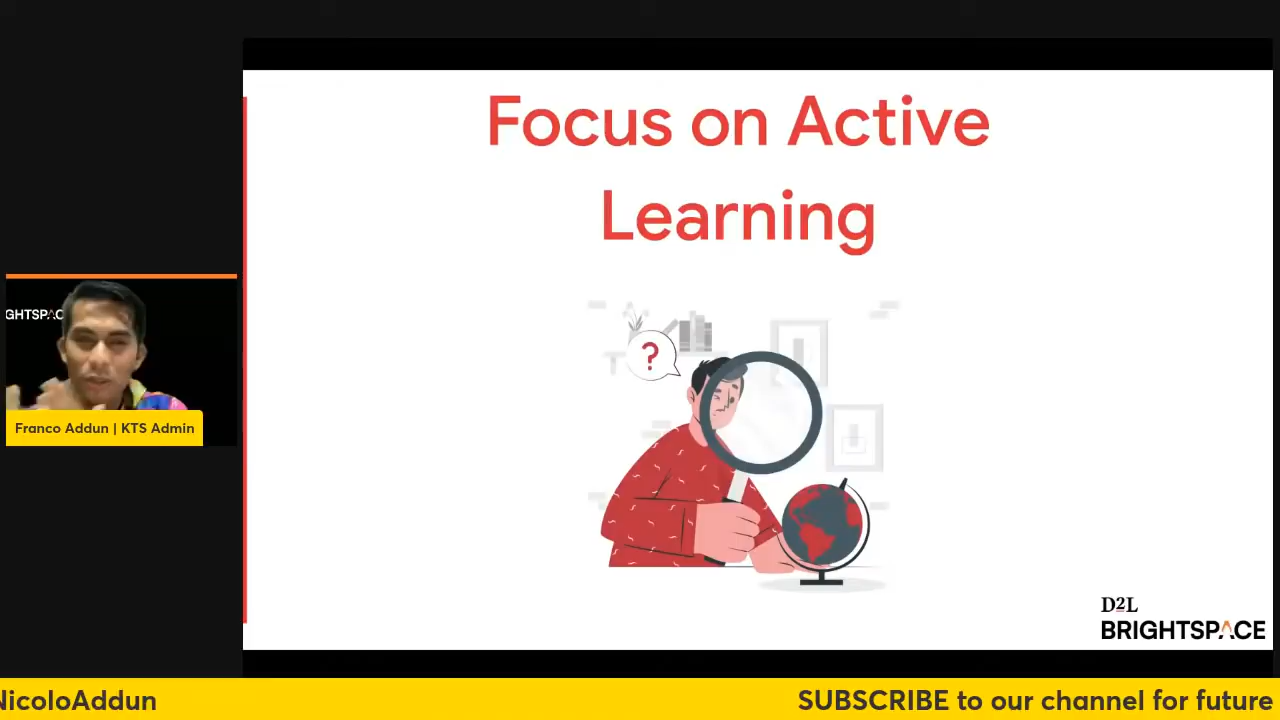 Focus on Active
Learning
?
GHTSPAC
Franco Addun | KTS Admin
D2L
BRIGHTSPACE
NicoloAddun
SUBSCRIBE to our channel for future